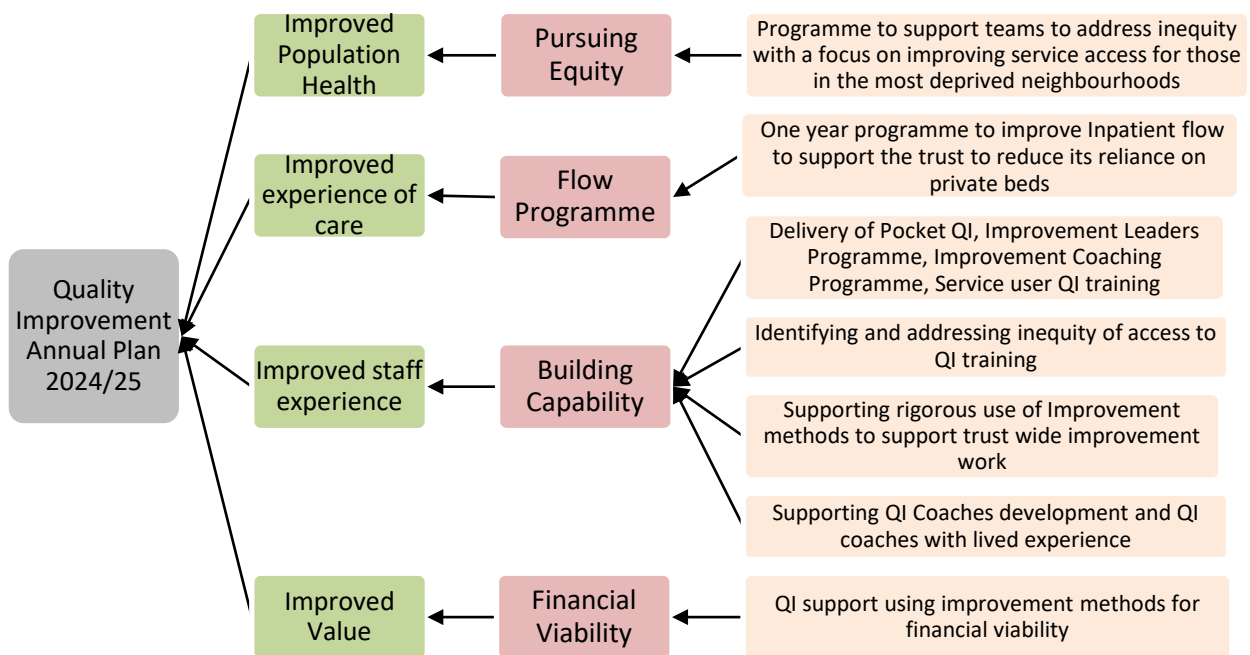 Quality
Improvement
Annual Plan
2024/25
Improved
Population
Health
Pursuing
Equity
Programme to support teams to address inequity
with a focus on improving service access for those
in the most deprived neighbourhoods
Improved
experience of
care
Flow
Programme
One year programme to improve Inpatient flow
to support the trust to reduce its reliance on
private beds
Improved staff
experience
Building
Capability
Delivery of Pocket QI, Improvement Leaders
Programme, Improvement Coaching
Programme, Service user QI training
Identifying and addressing inequity of access to
QI training
Supporting rigorous use of Improvement
methods to support trust wide improvement
work
Supporting QI Coaches development and QI
coaches with lived experience
Improved
Value
Financial
Viability
QI support using improvement methods for
financial viability